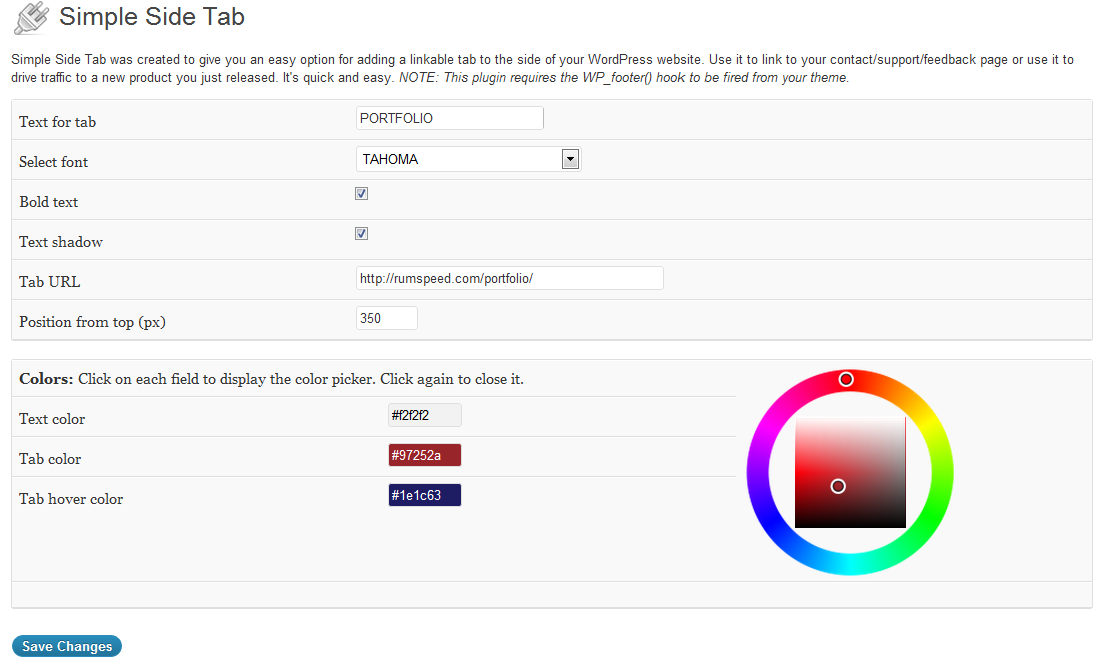 Simple Side Tab
Simple Side Tab was created to give you an easy option for adding a linkable tab to the side of your WordPress website. Use it to link to your contact/support/feedback page or use it to
drive traffic to a new product you just released. It's quick and easy. NOTE: This plugin requires the WP_footer() hook to be fired from your theme.
Text for tab PORTFOLIO
Select font TAHOMA
Bold text
Text shadow
Tab URL http://rumspeed.com/portfolio/
Position from top (px) 350
Colors: Click on each field to display the color picker. Click again to close it.
Text color #f2f2f2
Tab color #97252a
Tab hover color #1e1c63
Save Changes